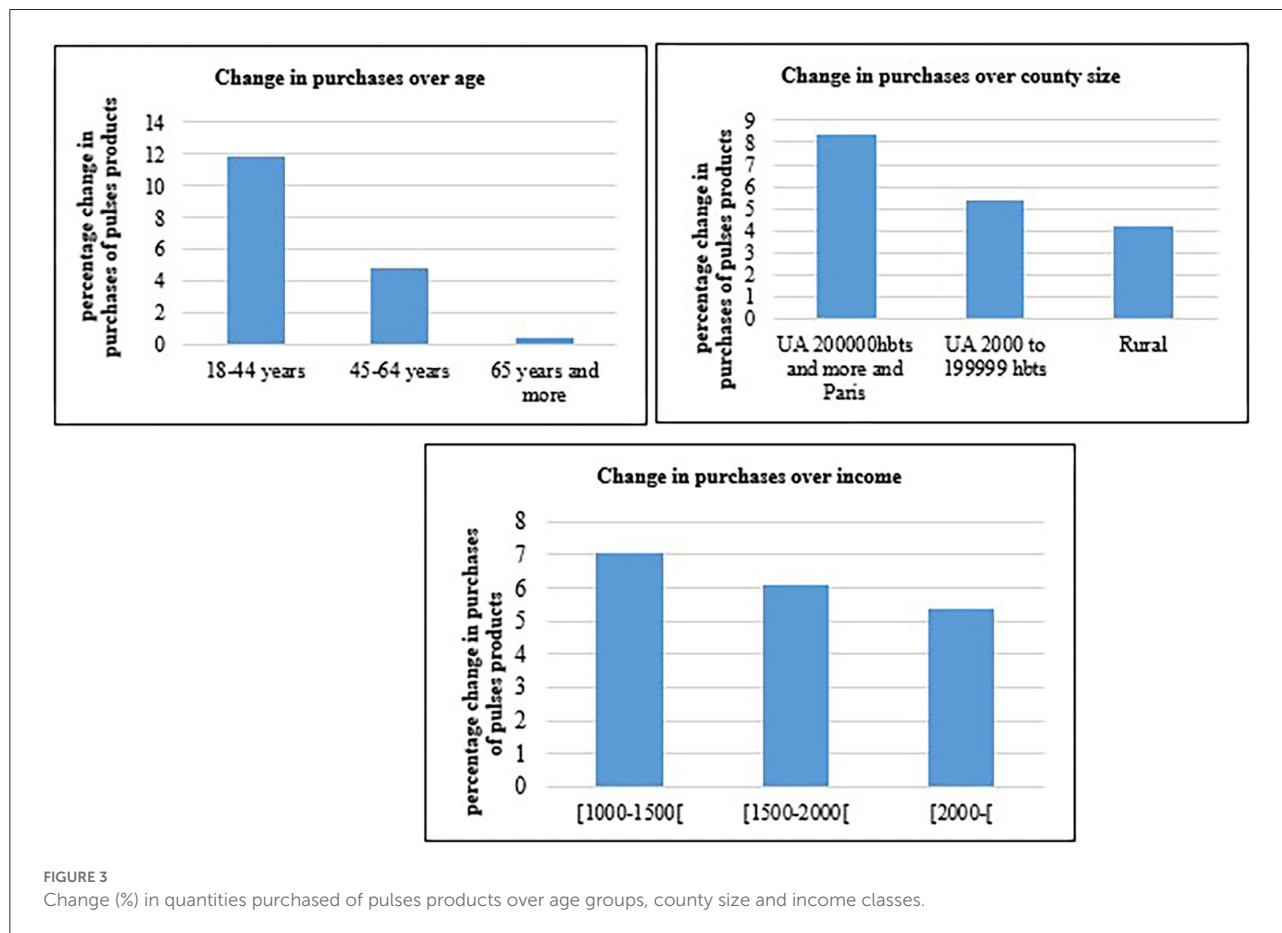 Change in purchases over age
percentage change in
purchases of pulses products
14
12
10
8
6
4
2
0
18-44 years
45-64 years
65 years and
more
Change in purchases over county size
percentage change in
purchases of pulses products
9
8
7
6
5
4
3
2
1
0
UA 200000hbts
and more and
Paris
UA 2000 to
199999 hbts
Rural
Change in purchases over income
percentage change in purchases
of pulses products
8
7
6
5
4
3
2
1
0
[1000-1500[
[1500-2000[
[2000-[
FIGURE 3
Change (%) in quantities purchased of pulses products over age groups, county size and income classes.